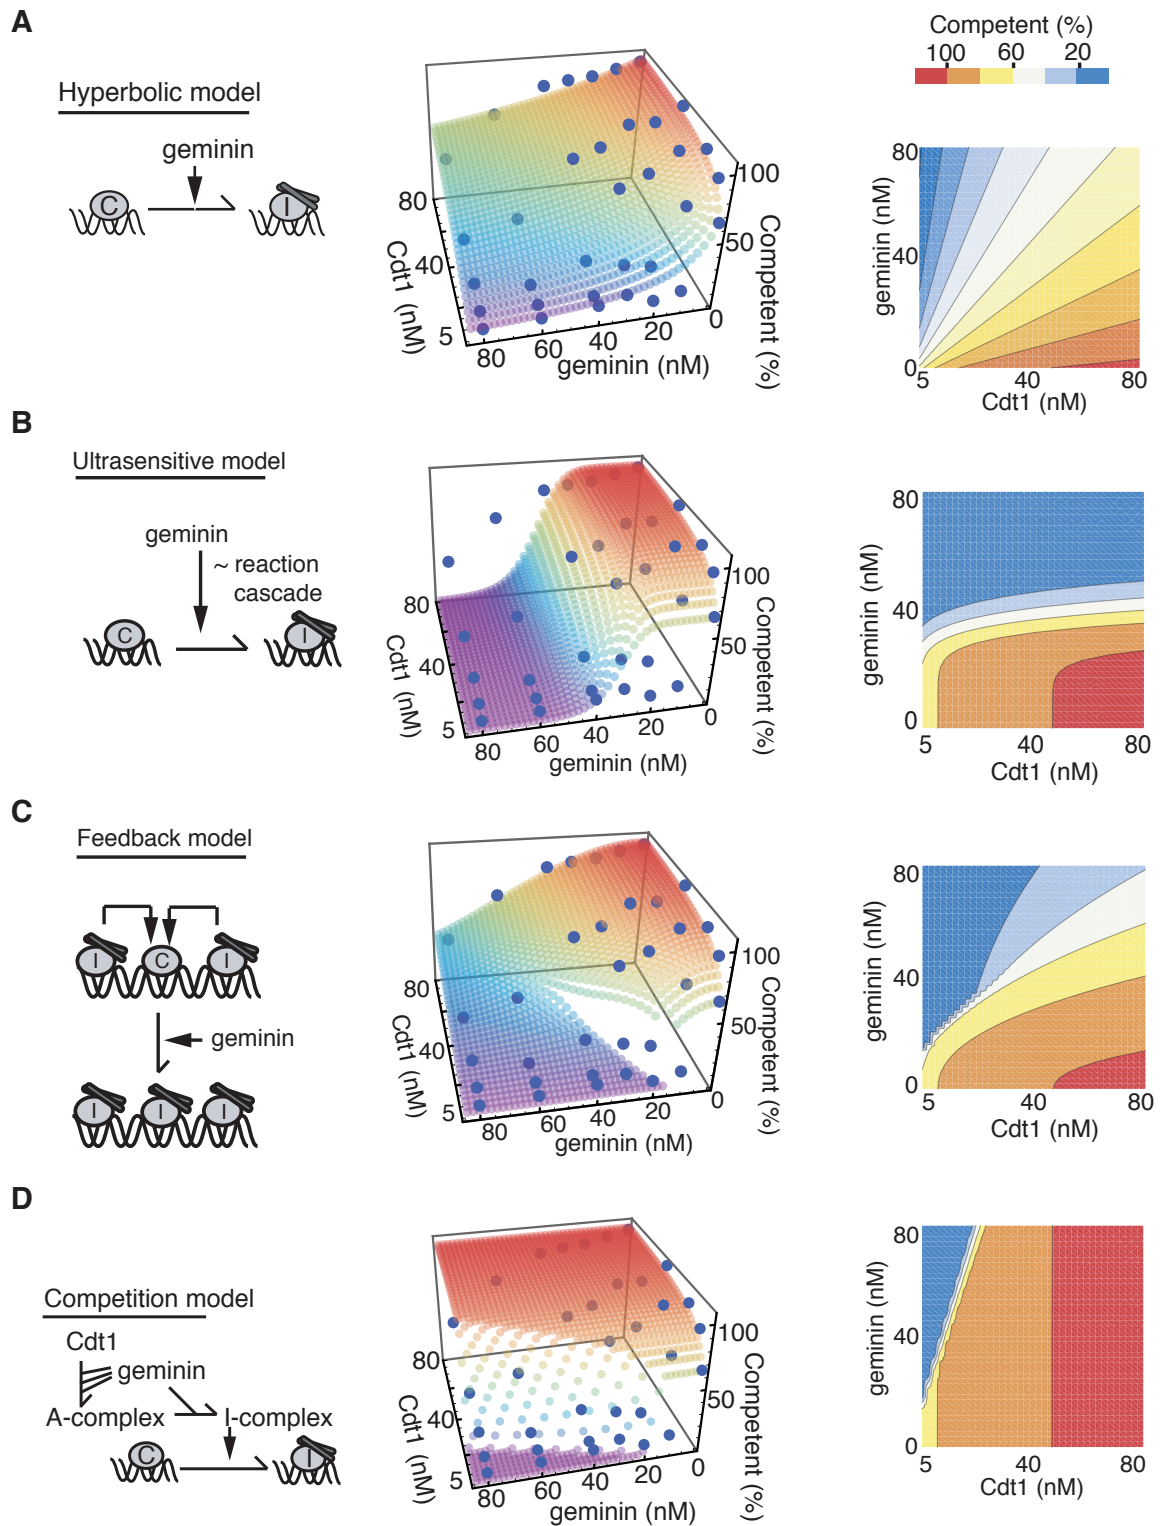 A
Hyperbolic model
geminin
C
I
80
40
5
Cdt1 (nM)
80
60
40
20
0
geminin (nM)
100
50
Competent (%)
Competent (%)
100
60
20
80
40
0
geminin (nM)
5
40
80
Cdt1 (nM)
B
Ultrasensitive model
geminin
~ reaction
cascade
C
I
80
40
5
Cdt1 (nM)
80
60
40
20
0
geminin (nM)
100
50
Competent (%)
80
40
0
geminin (nM)
5
40
80
Cdt1 (nM)
C
Feedback model
I
C
I
geminin
I
I
I
80
40
5
Cdt1 (nM)
80
60
40
20
0
geminin (nM)
100
50
Competent (%)
80
40
0
geminin (nM)
5
40
80
Cdt1 (nM)
D
Competition model
Cdt1
geminin
A-complex
I-complex
C
I
80
40
5
Cdt1 (nM)
80
60
40
20
0
geminin (nM)
100
50
Competent (%)
80
40
0
geminin (nM)
5
40
80
Cdt1 (nM)